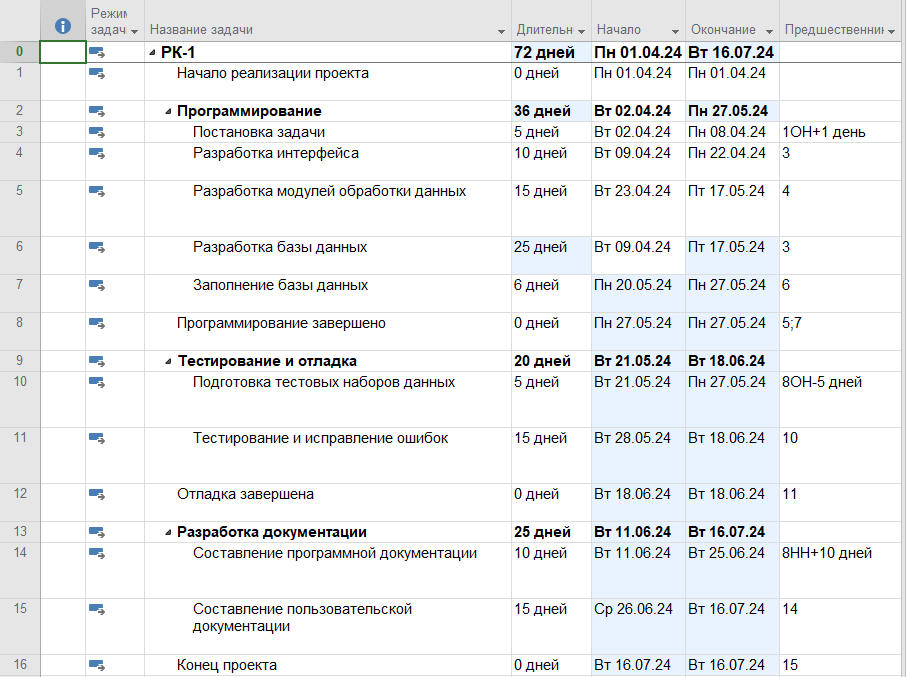 Режим
задачи Название задачи Длительн Начало Окончание Предшественник
0 РК-1 72 дней Пн 01.04.24 Вт 16.07.24
1 Начало реализации проекта 0 дней Пн 01.04.24 Пн 01.04.24
2 Программирование 36 дней Вт 02.04.24 Пн 27.05.24
3 Постановка задачи 5 дней Вт 02.04.24 Пн 08.04.24 1ОН+1 день
4 Разработка интерфейса 10 дней Вт 09.04.24 Пн 22.04.24 3
5 Разработка модулей обработки данных 15 дней Вт 23.04.24 Пт 17.05.24 4
6 Разработка базы данных 25 дней Вт 09.04.24 Пт 17.05.24 3
7 Заполнение базы данных 6 дней Пн 20.05.24 Пн 27.05.24 6
8 Программирование завершено 0 дней Пн 27.05.24 Пн 27.05.24 5;7
9 Тестирование и отладка 20 дней Вт 21.05.24 Вт 18.06.24
10 Подготовка тестовых наборов данных 5 дней Вт 21.05.24 Пн 27.05.24 8ОН-5 дней
11 Тестирование и исправление ошибок 15 дней Вт 28.05.24 Вт 18.06.24 10
12 Отладка завершена 0 дней Вт 18.06.24 Вт 18.06.24 11
13 Разработка документации 25 дней Вт 11.06.24 Вт 16.07.24
14 Составление программной документации 10 дней Вт 11.06.24 Вт 25.06.24 8НН+10 дней
15 Составление пользовательской 15 дней Ср 26.06.24 Вт 16.07.24 14
документации
16 Конец проекта 0 дней Вт 16.07.24 Вт 16.07.24 15